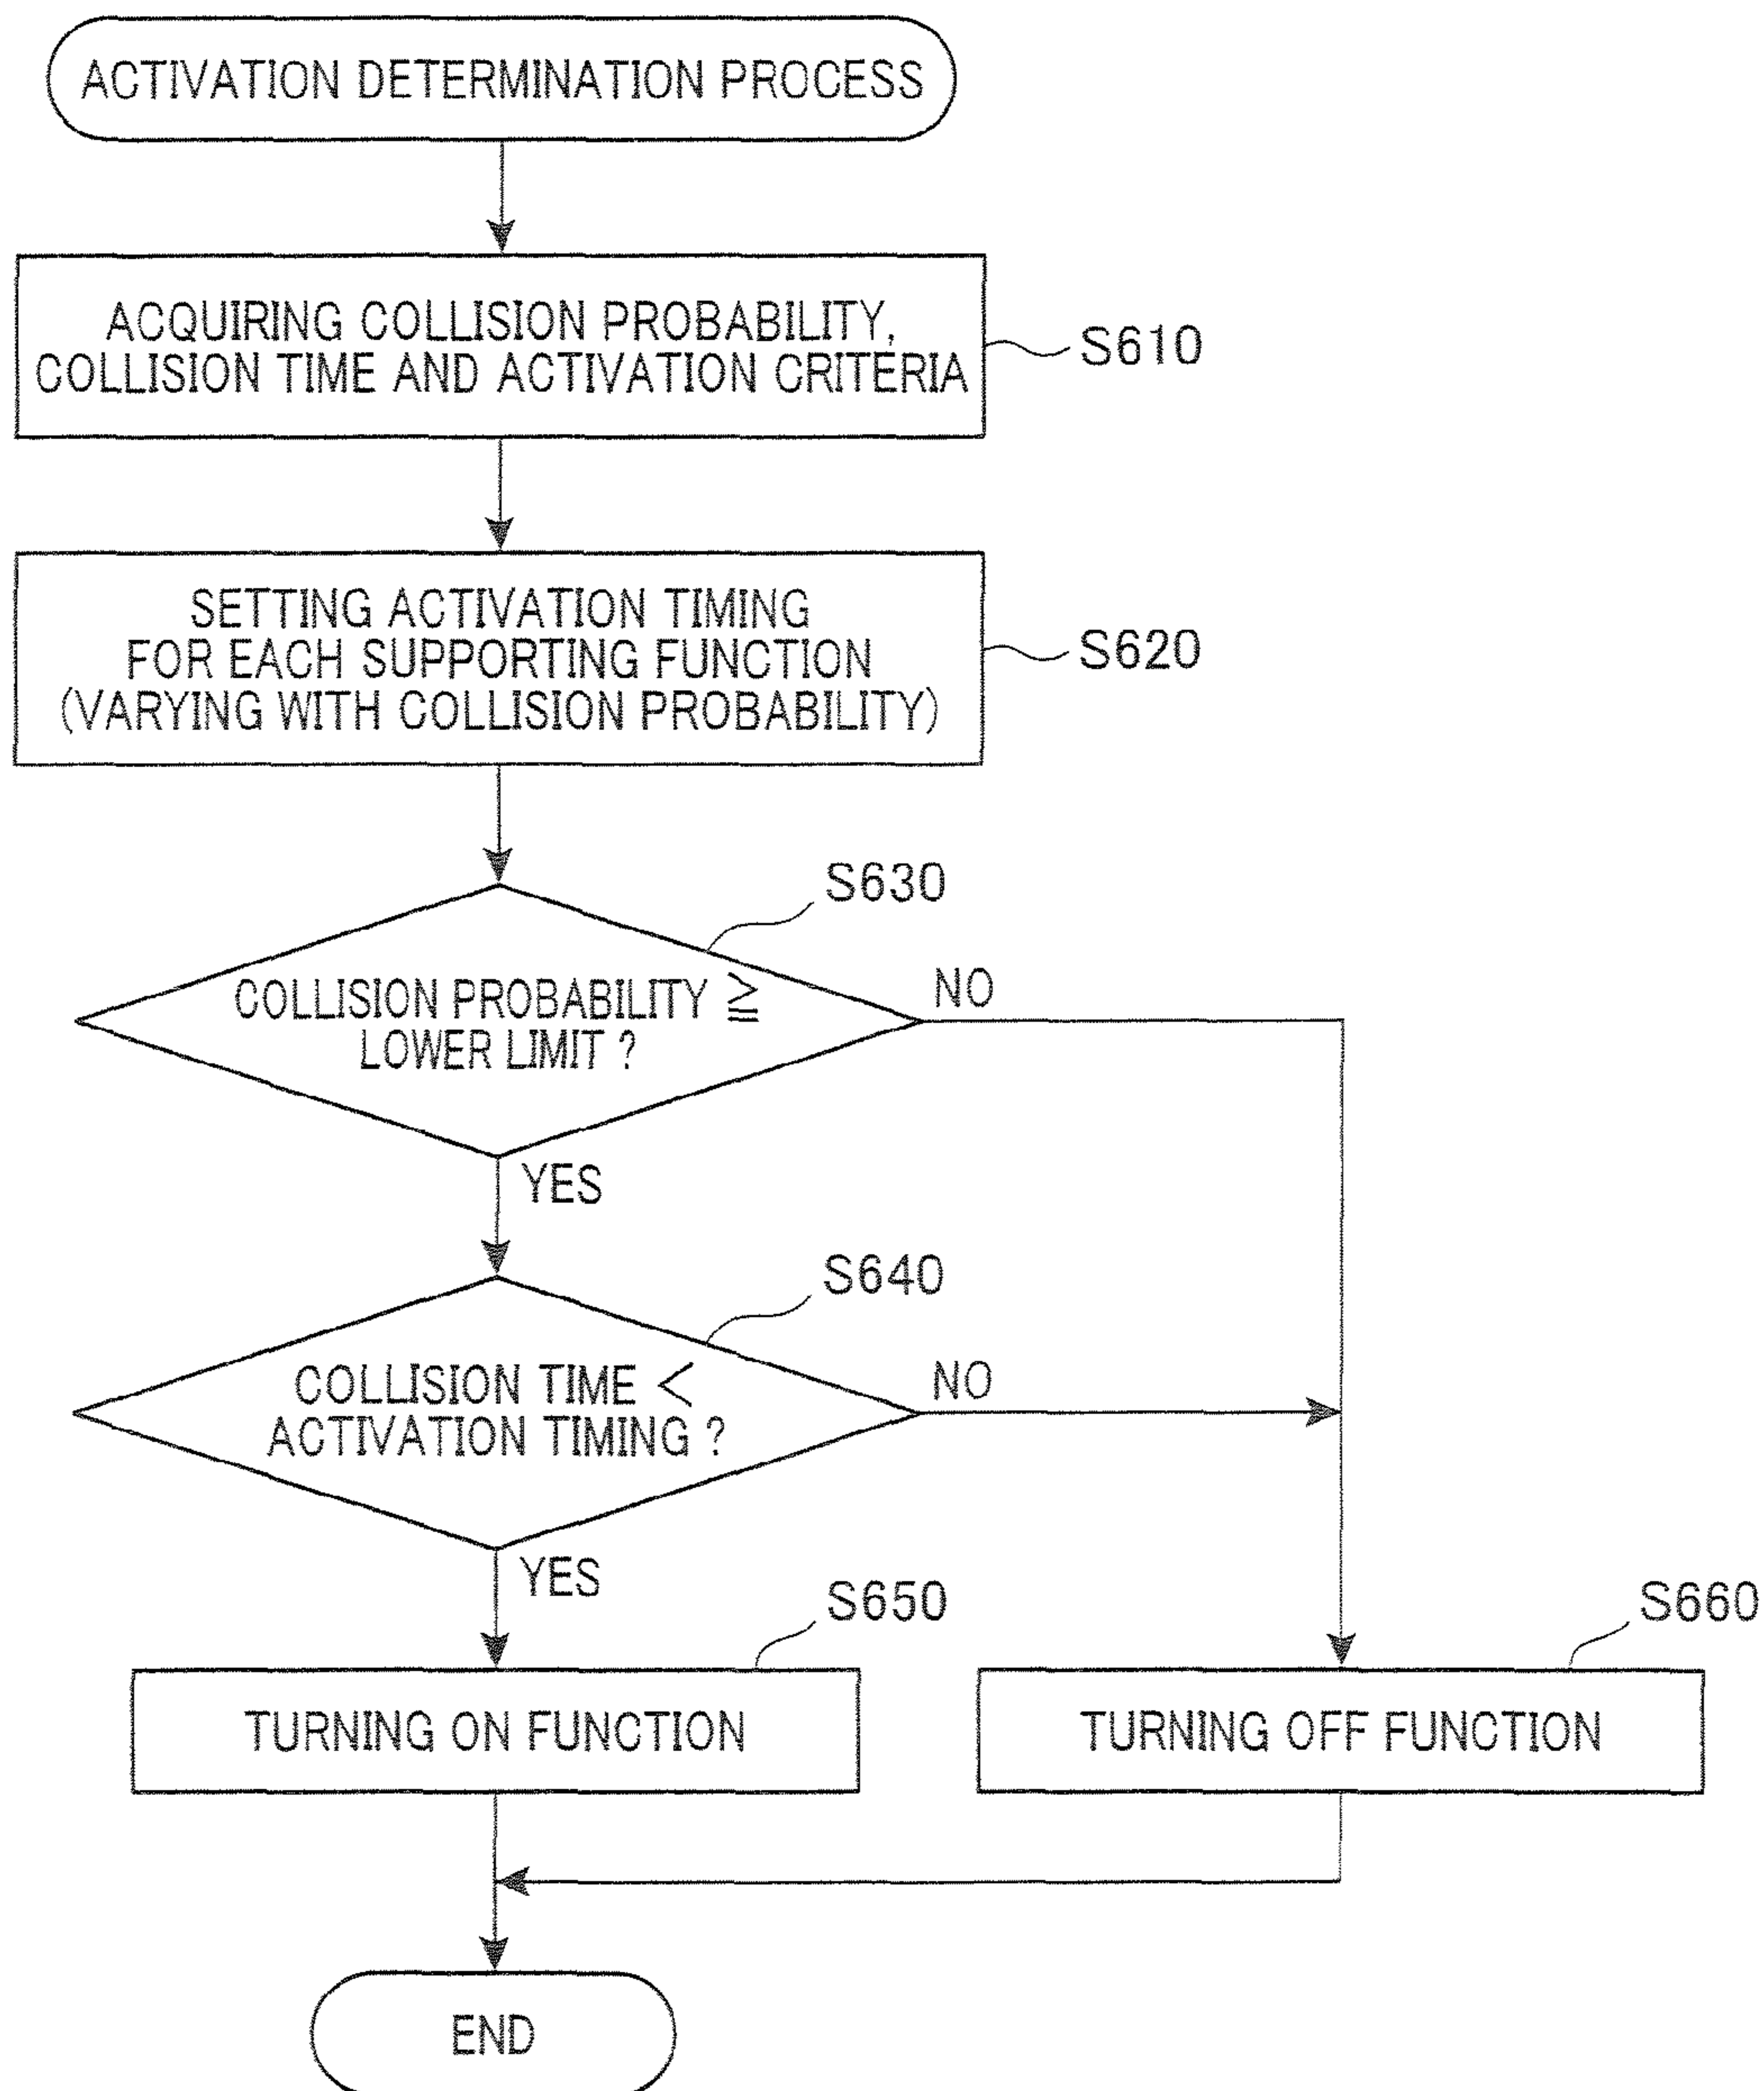 ACTIVATION DETERMINATION PROCESS
ACQUIRING COLLISION PROBABILITY,
COLLISION TIME AND ACTIVATION CRITERIA
S610
SETTING ACTIVATION TIMING
FOR EACH SUPPORTING FUNCTION
(VARYING WITH COLLISION PROBABILITY)
S620
S630
COLLISION PROBABILITY ≧
LOWER LIMIT ?
NO
YES
S640
COLLISION TIME <
ACTIVATION TIMING ?
NO
YES
S650
TURNING ON FUNCTION
S660
TURNING OFF FUNCTION
END